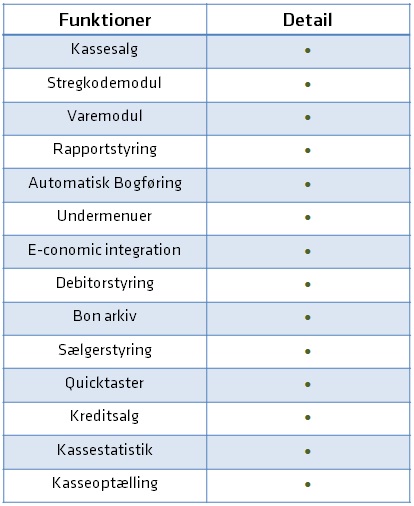 Funktioner Detail
Kassesalg •
Stregkodemodul •
Varemodul •
Rapportstyring •
Automatisk Bogføring •
Undermenuer •
E-conomic integration •
Debitorstyring •
Bon arkiv •
Sælgerstyring •
Quicktaster •
Kreditsalg •
Kassestatistik •
Kasseoptælling •